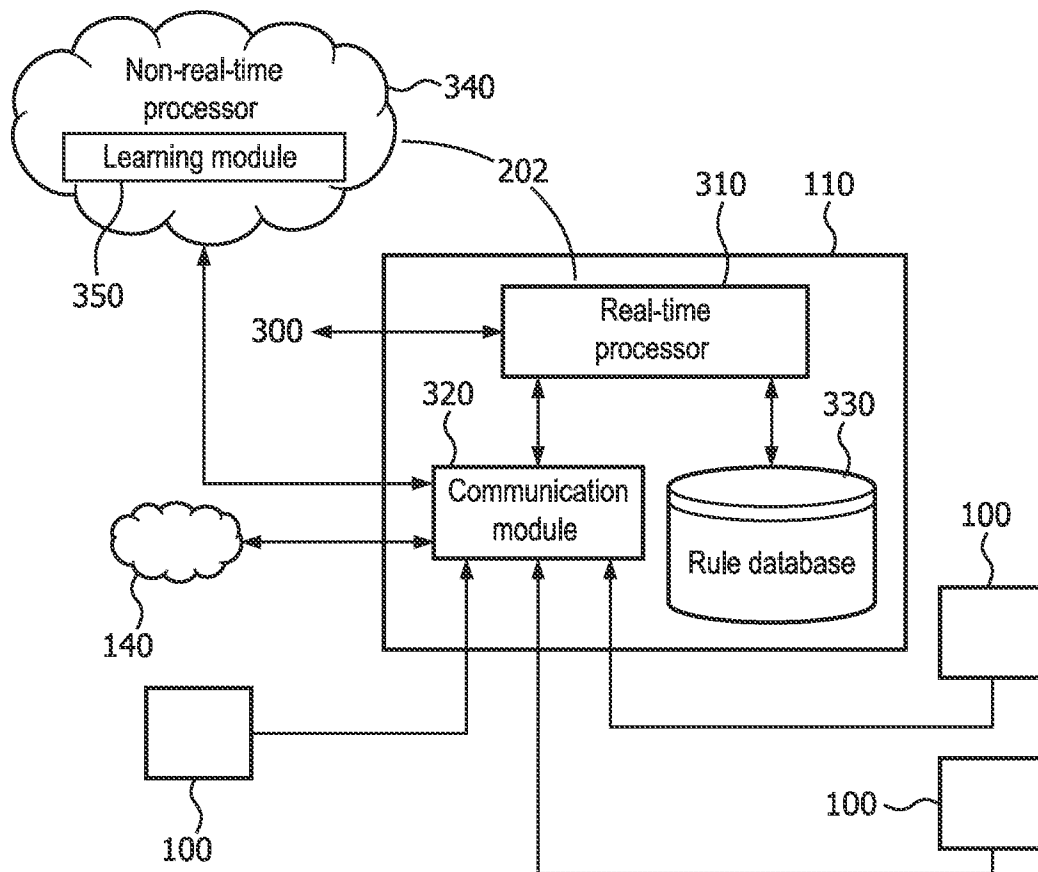 Non-real-time
processor
340
Learning module
202
310
110
350
300
Real-time
processor
320
330
Communication
module
Rule database
100
140
100
100